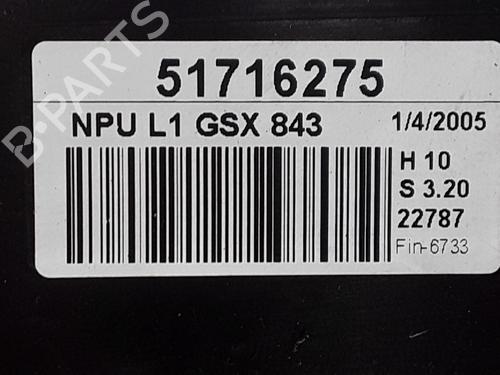 B-PARTS
51716275
NPU L1 GSX 843 1/4/2005
H 10
S 3.20
22787
Fin-6733